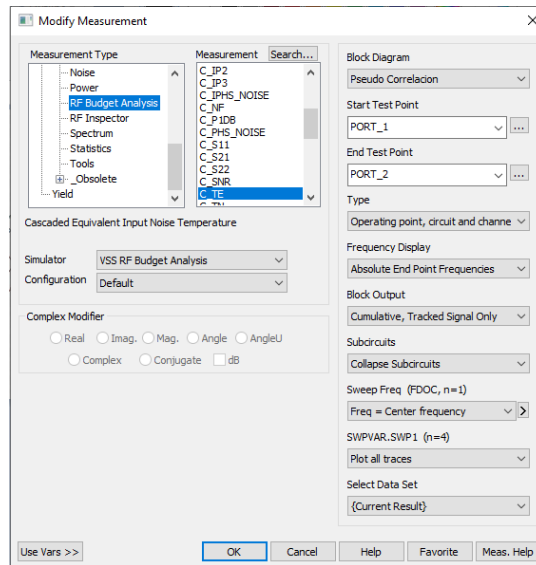 Modify Measurement
Measurement Type
Noise
Power
RF Budget Analysis
RF Inspector
Spectrum
Statistics
Tools
_Obsolete
Yield
Measurement
Search...
C_IP2
C_IP3
C_IPHS_NOISE
C_NF
C_P1DB
C_PHS_NOISE
C_S11
C_S21
C_S22
C_SNR
C_TE
C_TN
Cascaded Equivalent Input Noise Temperature
Simulator
VSS RF Budget Analysis
Configuration
Default
Complex Modifier
Real Imag. Mag. Angle AngleU
Complex Conjugate dB
Block Diagram
Pseudo Correlacion
Start Test Point
PORT_1
...
End Test Point
PORT_2
...
Type
Operating point, circuit and channe
Frequency Display
Absolute End Point Frequencies
Block Output
Cumulative, Tracked Signal Only
Subcircuits
Collapse Subcircuits
Sweep Freq (FDOC, n=1)
Freq = Center frequency
>
SWPVAR.SWP1 (n=4)
Plot all traces
Select Data Set
{Current Result}
Use Vars >> OK Cancel Help Favorite Meas. Help